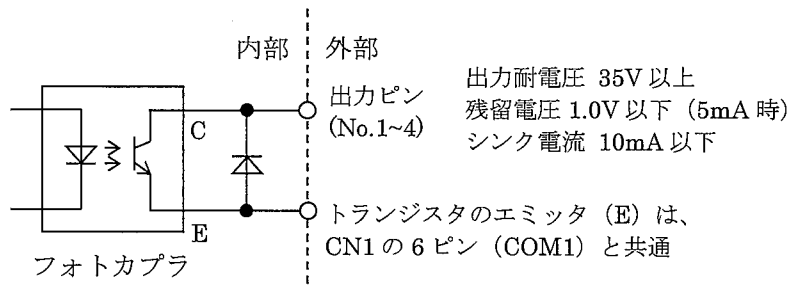 内部 外部
出力ピン
(No.1~4)
出力耐電圧 35V 以上
残留電圧 1.0V 以下（5mA 時）
シンク電流 10mA 以下
C
E
トランジスタのエミッタ（E）は、
CN1 の 6 ピン（COM1）と共通
フォトカプラ